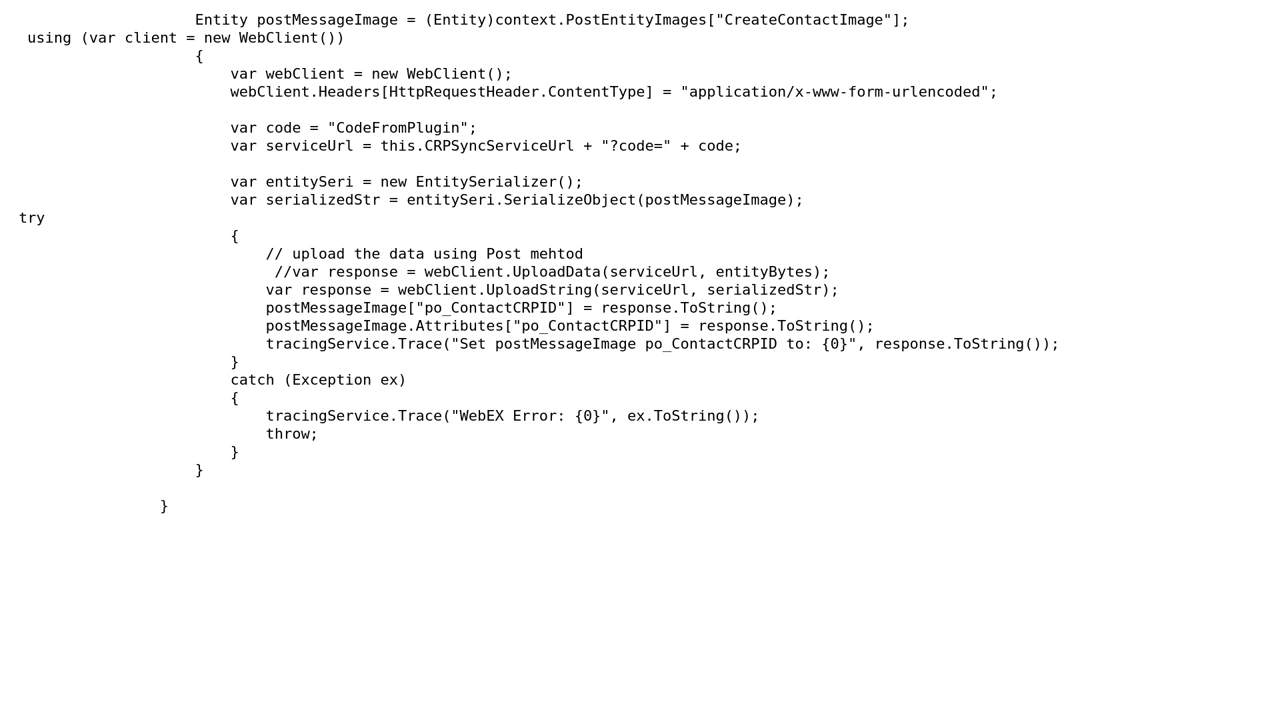 Entity postMessageImage = (Entity)context.PostEntityImages["CreateContactImage"];
using (var client = new WebClient())
{
var webClient = new WebClient();
webClient.Headers[HttpRequestHeader.ContentType] = "application/x-www-form-urlencoded";
var code = "CodeFromPlugin";
var serviceUrl = this.CRPSyncServiceUrl + "?code=" + code;
var entitySeri = new EntitySerializer();
var serializedStr = entitySeri.SerializeObject(postMessageImage);
try
{
// upload the data using Post mehtod
//var response = webClient.UploadData(serviceUrl, entityBytes);
var response = webClient.UploadString(serviceUrl, serializedStr);
postMessageImage["po_ContactCRPID"] = response.ToString();
postMessageImage.Attributes["po_ContactCRPID"] = response.ToString();
tracingService.Trace("Set postMessageImage po_ContactCRPID to: {0}", response.ToString());
}
catch (Exception ex)
{
tracingService.Trace("WebEX Error: {0}", ex.ToString());
throw;
}
}
}